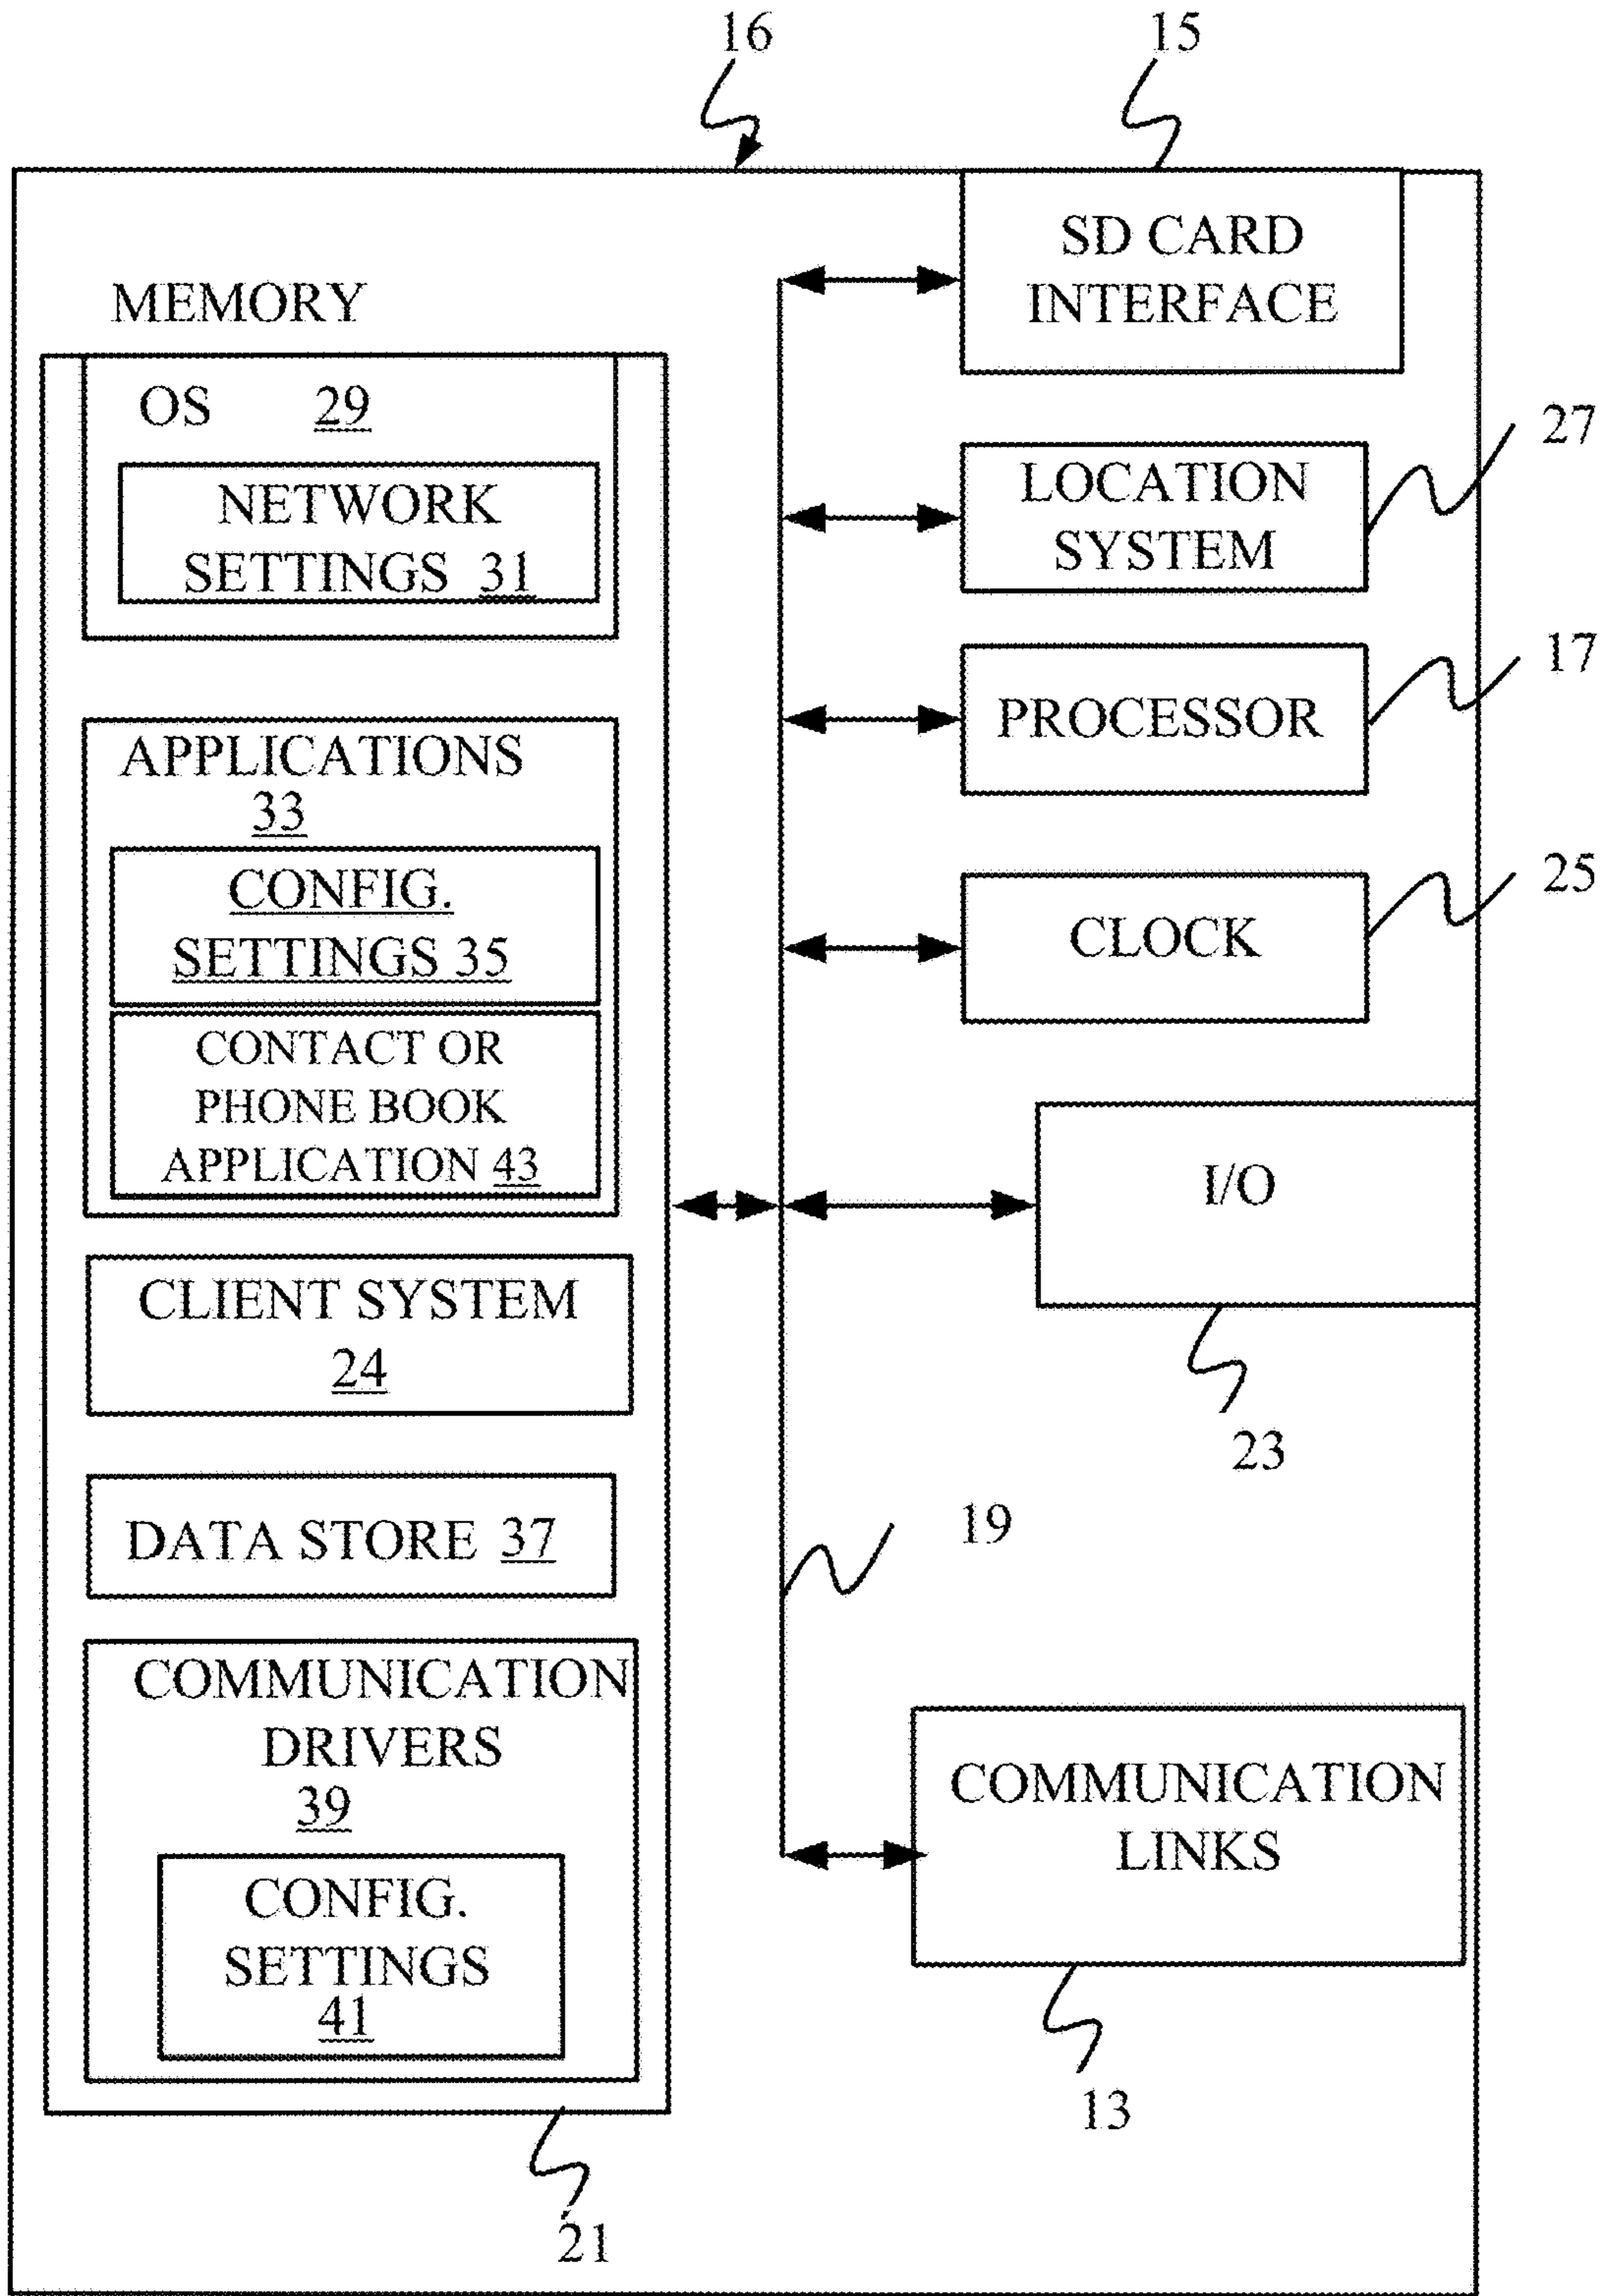 16
15
SD CARD
INTERFACE
MEMORY
OS 29
NETWORK
SETTINGS 31
27
LOCATION
SYSTEM
17
PROCESSOR
APPLICATIONS
33
CONFIG.
SETTINGS 35
25
CLOCK
CONTACT OR
PHONE BOOK
APPLICATION 43
I/O
23
CLIENT SYSTEM
24
19
DATA STORE 37
COMMUNICATION
DRIVERS
39
CONFIG.
SETTINGS
41
COMMUNICATION
LINKS
13
21